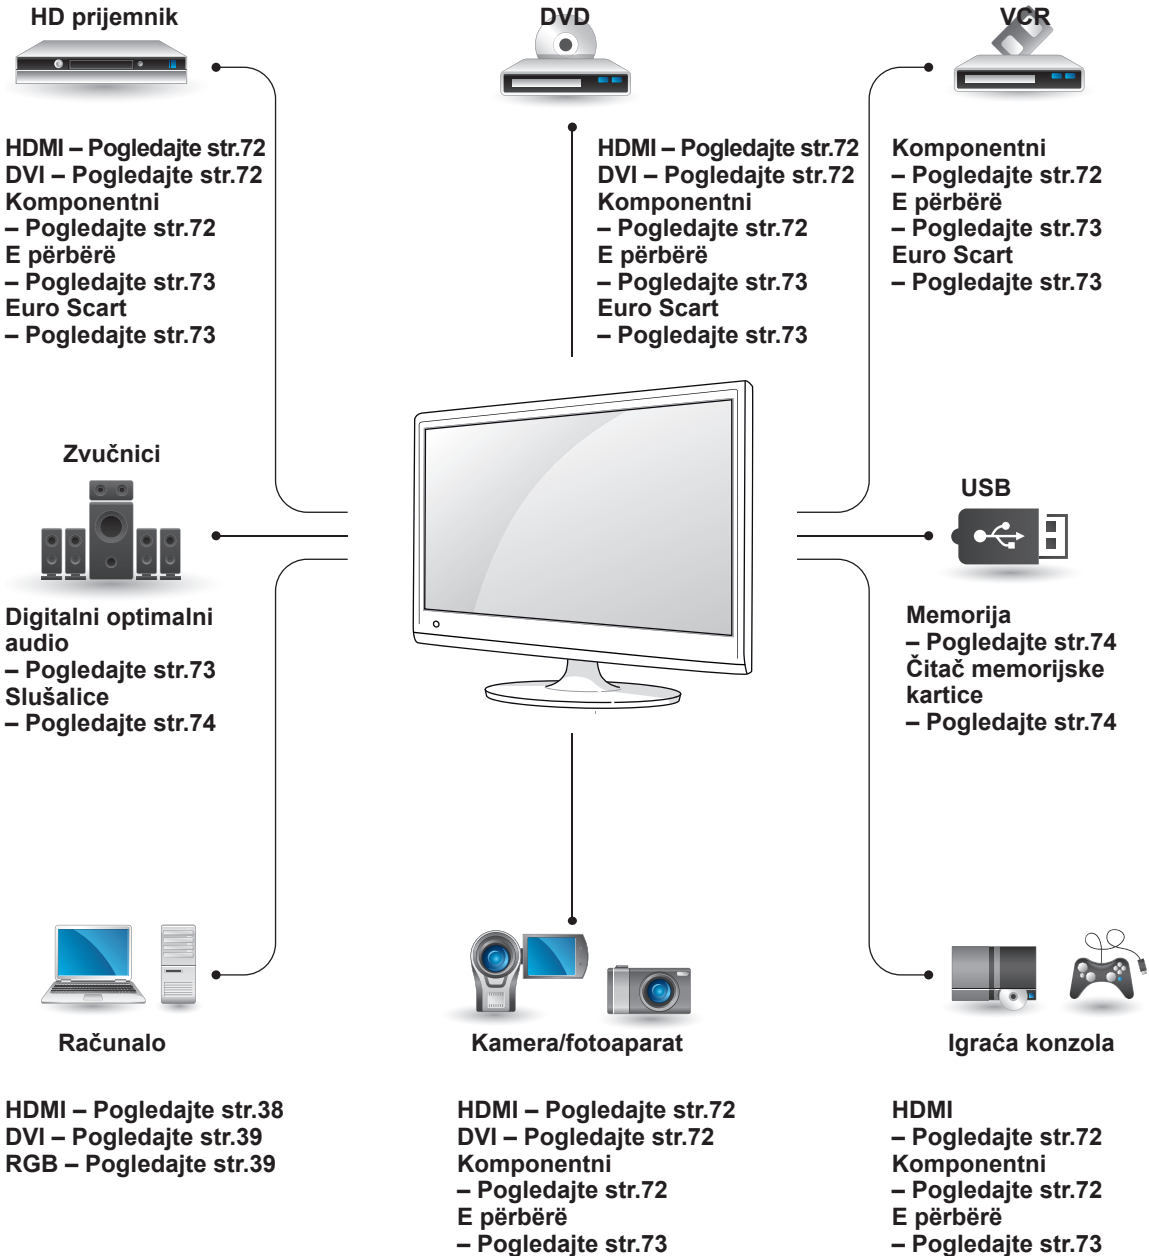 HD prijemnik
HDMI – Pogledajte str.72
DVI – Pogledajte str.72
Komponentni
– Pogledajte str.72
E përbërë
– Pogledajte str.73
Euro Scart
– Pogledajte str.73
DVD
HDMI – Pogledajte str.72
DVI – Pogledajte str.72
Komponentni
– Pogledajte str.72
E përbërë
– Pogledajte str.73
Euro Scart
– Pogledajte str.73
VCR
Komponentni
– Pogledajte str.72
E përbërë
– Pogledajte str.73
Euro Scart
– Pogledajte str.73
Zvučnici
Digitalni optimalni
audio
– Pogledajte str.73
Slušalice
– Pogledajte str.74
USB
Memorija
– Pogledajte str.74
Čitač memorijske
kartice
– Pogledajte str.74
Računalo
HDMI – Pogledajte str.38
DVI – Pogledajte str.39
RGB – Pogledajte str.39
Kamera/fotoaparat
HDMI – Pogledajte str.72
DVI – Pogledajte str.72
Komponentni
– Pogledajte str.72
E përbërë
– Pogledajte str.73
Igraća konzola
HDMI
– Pogledajte str.72
Komponentni
– Pogledajte str.72
E përbërë
– Pogledajte str.73